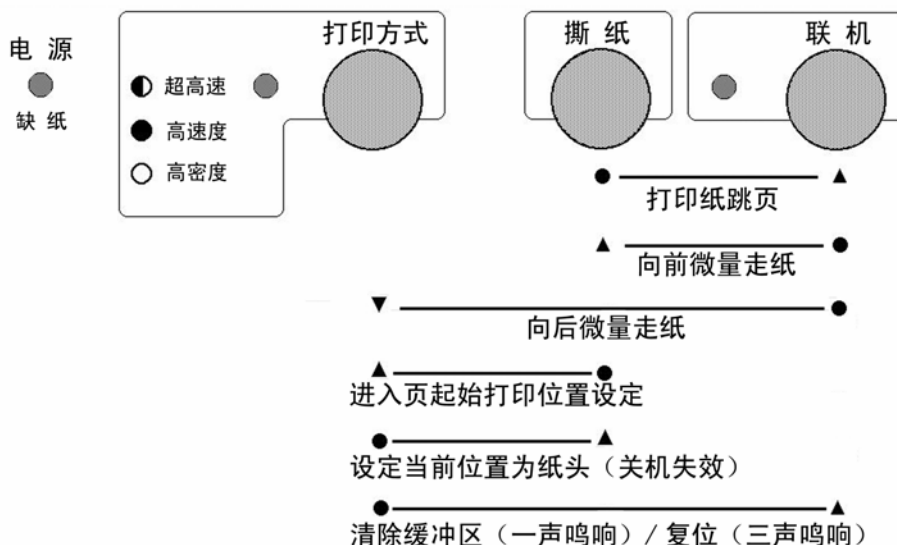 电 源
缺 纸
打印方式
超高速
高速度
高密度
撕 纸
联 机
打印纸跳页
向前微量走纸
向后微量走纸
进入页起始打印位置设定
设定当前位置为纸头（关机失效）
清除缓冲区（一声鸣响）/ 复位（三声鸣响）